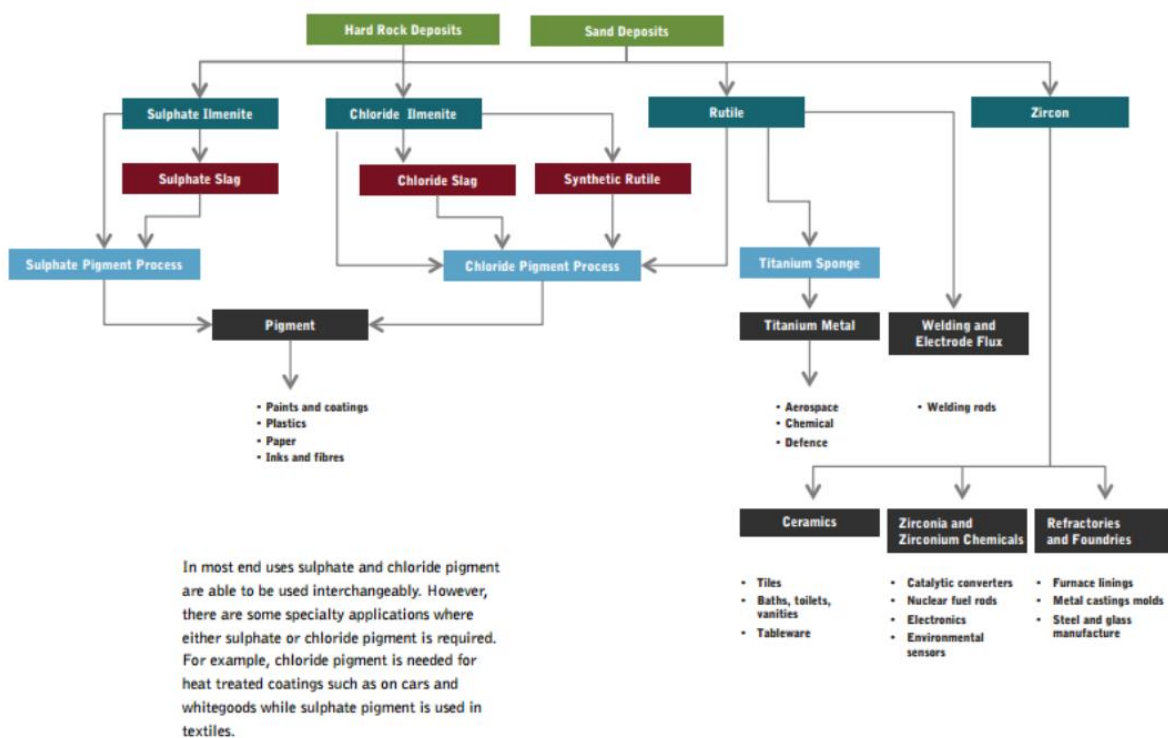 Hard Rock Deposits
Sand Deposits
Sulphate Ilmenite
Chloride Ilmenite
Rutile
Zircon
Sulphate Slag
Chloride Slag
Synthetic Rutile
Sulphate Pigment Process
Chloride Pigment Process
Titanium Sponge
Pigment
Titanium Metal
Welding and
Electrode Flux
• Paints and coatings
• Plastics
• Paper
• Inks and fibres
• Aerospace
• Chemical
• Defence
• Welding rods
Ceramics
Zirconia and
Zirconium Chemicals
Refractories
and Foundries
• Tiles
• Baths, toilets,
vanities
• Tableware
• Catalytic converters
• Nuclear fuel rods
• Electronics
• Environmental
sensors
• Furnace linings
• Metal castings molds
• Steel and glass
manufacture
In most end uses sulphate and chloride pigment
are able to be used interchangeably. However,
there are some specialty applications where
either sulphate or chloride pigment is required.
For example, chloride pigment is needed for
heat treated coatings such as on cars and
whitegoods while sulphate pigment is used in
textiles.